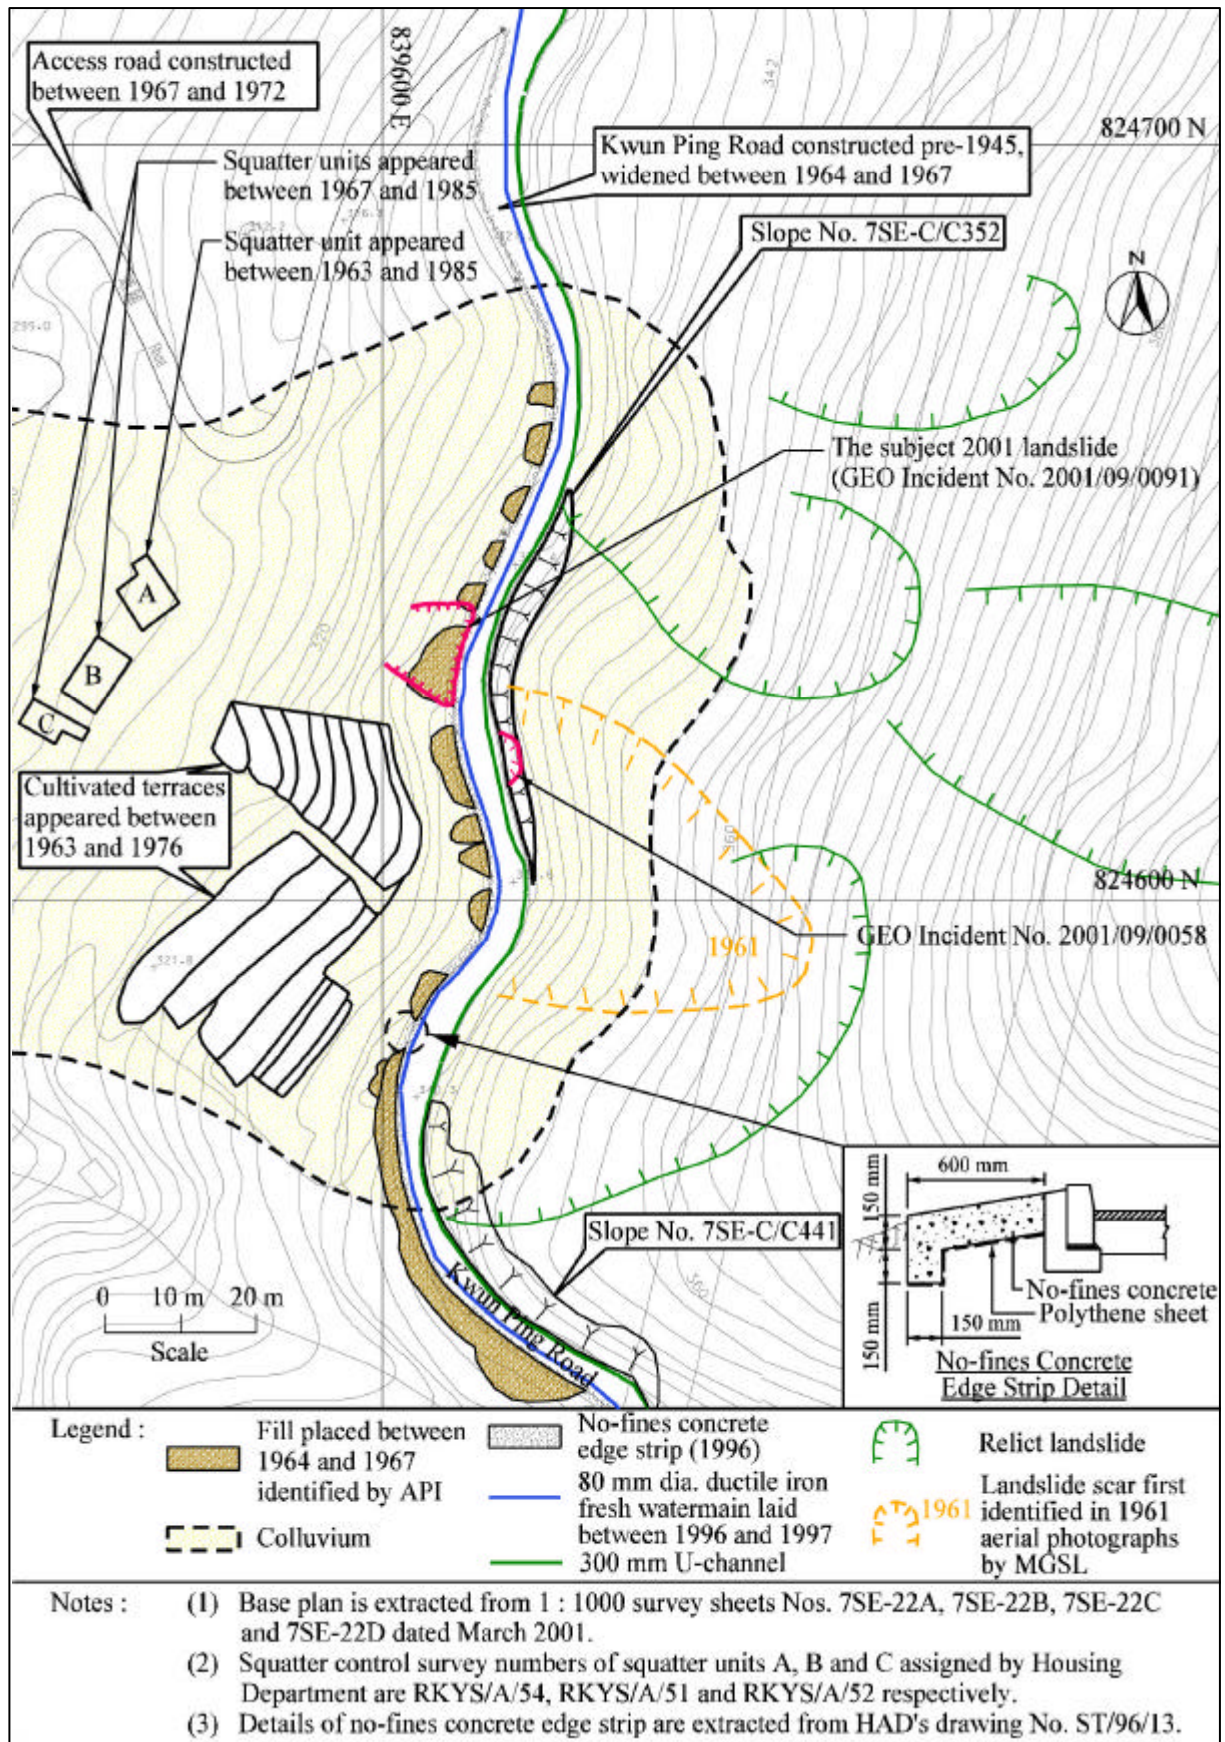 839600 E
342
Access road constructed
between 1967 and 1972
824700 N
Kwun Ping Road constructed pre-1945,
widened between 1964 and 1967
Squatter units appeared
between 1967 and 1985
Slope No. 7SE-C/C352
Squatter unit appeared
between 1963 and 1985
N
299.0
The subject 2001 landslide
(GEO Incident No. 2001/09/0091)
A
320
B
C
Cultivated terraces
appeared between
1963 and 1976
360
824600 N
GEO Incident No. 2001/09/0058
1961
321.8
600 mm
150 mm
150 mm
150 mm
No-fines concrete
Polythene sheet
No-fines Concrete
Edge Strip Detail
Slope No. 7SE-C/C441
360
Kwun Ping Road
0 10 m 20 m
Scale
Legend :
Fill placed between
1964 and 1967
identified by API
Colluvium
No-fines concrete
edge strip (1996)
80 mm dia. ductile iron
fresh watermain laid
between 1996 and 1997
300 mm U-channel
Relict landslide
1961
Landslide scar first
identified in 1961
aerial photographs
by MGSL
Notes :
(1) Base plan is extracted from 1 : 1000 survey sheets Nos. 7SE-22A, 7SE-22B, 7SE-22C
and 7SE-22D dated March 2001.
(2) Squatter control survey numbers of squatter units A, B and C assigned by Housing
Department are RKYS/A/54, RKYS/A/51 and RKYS/A/52 respectively.
(3) Details of no-fines concrete edge strip are extracted from HAD's drawing No. ST/96/13.